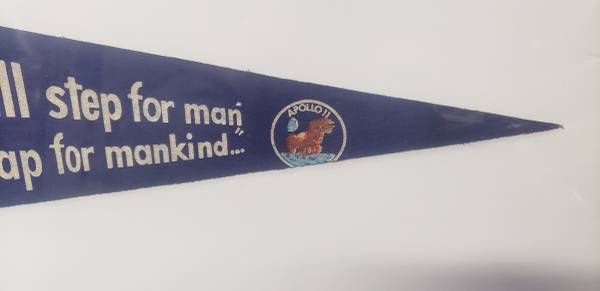 ll step for man
ap for mankind..."
APOLLO 11